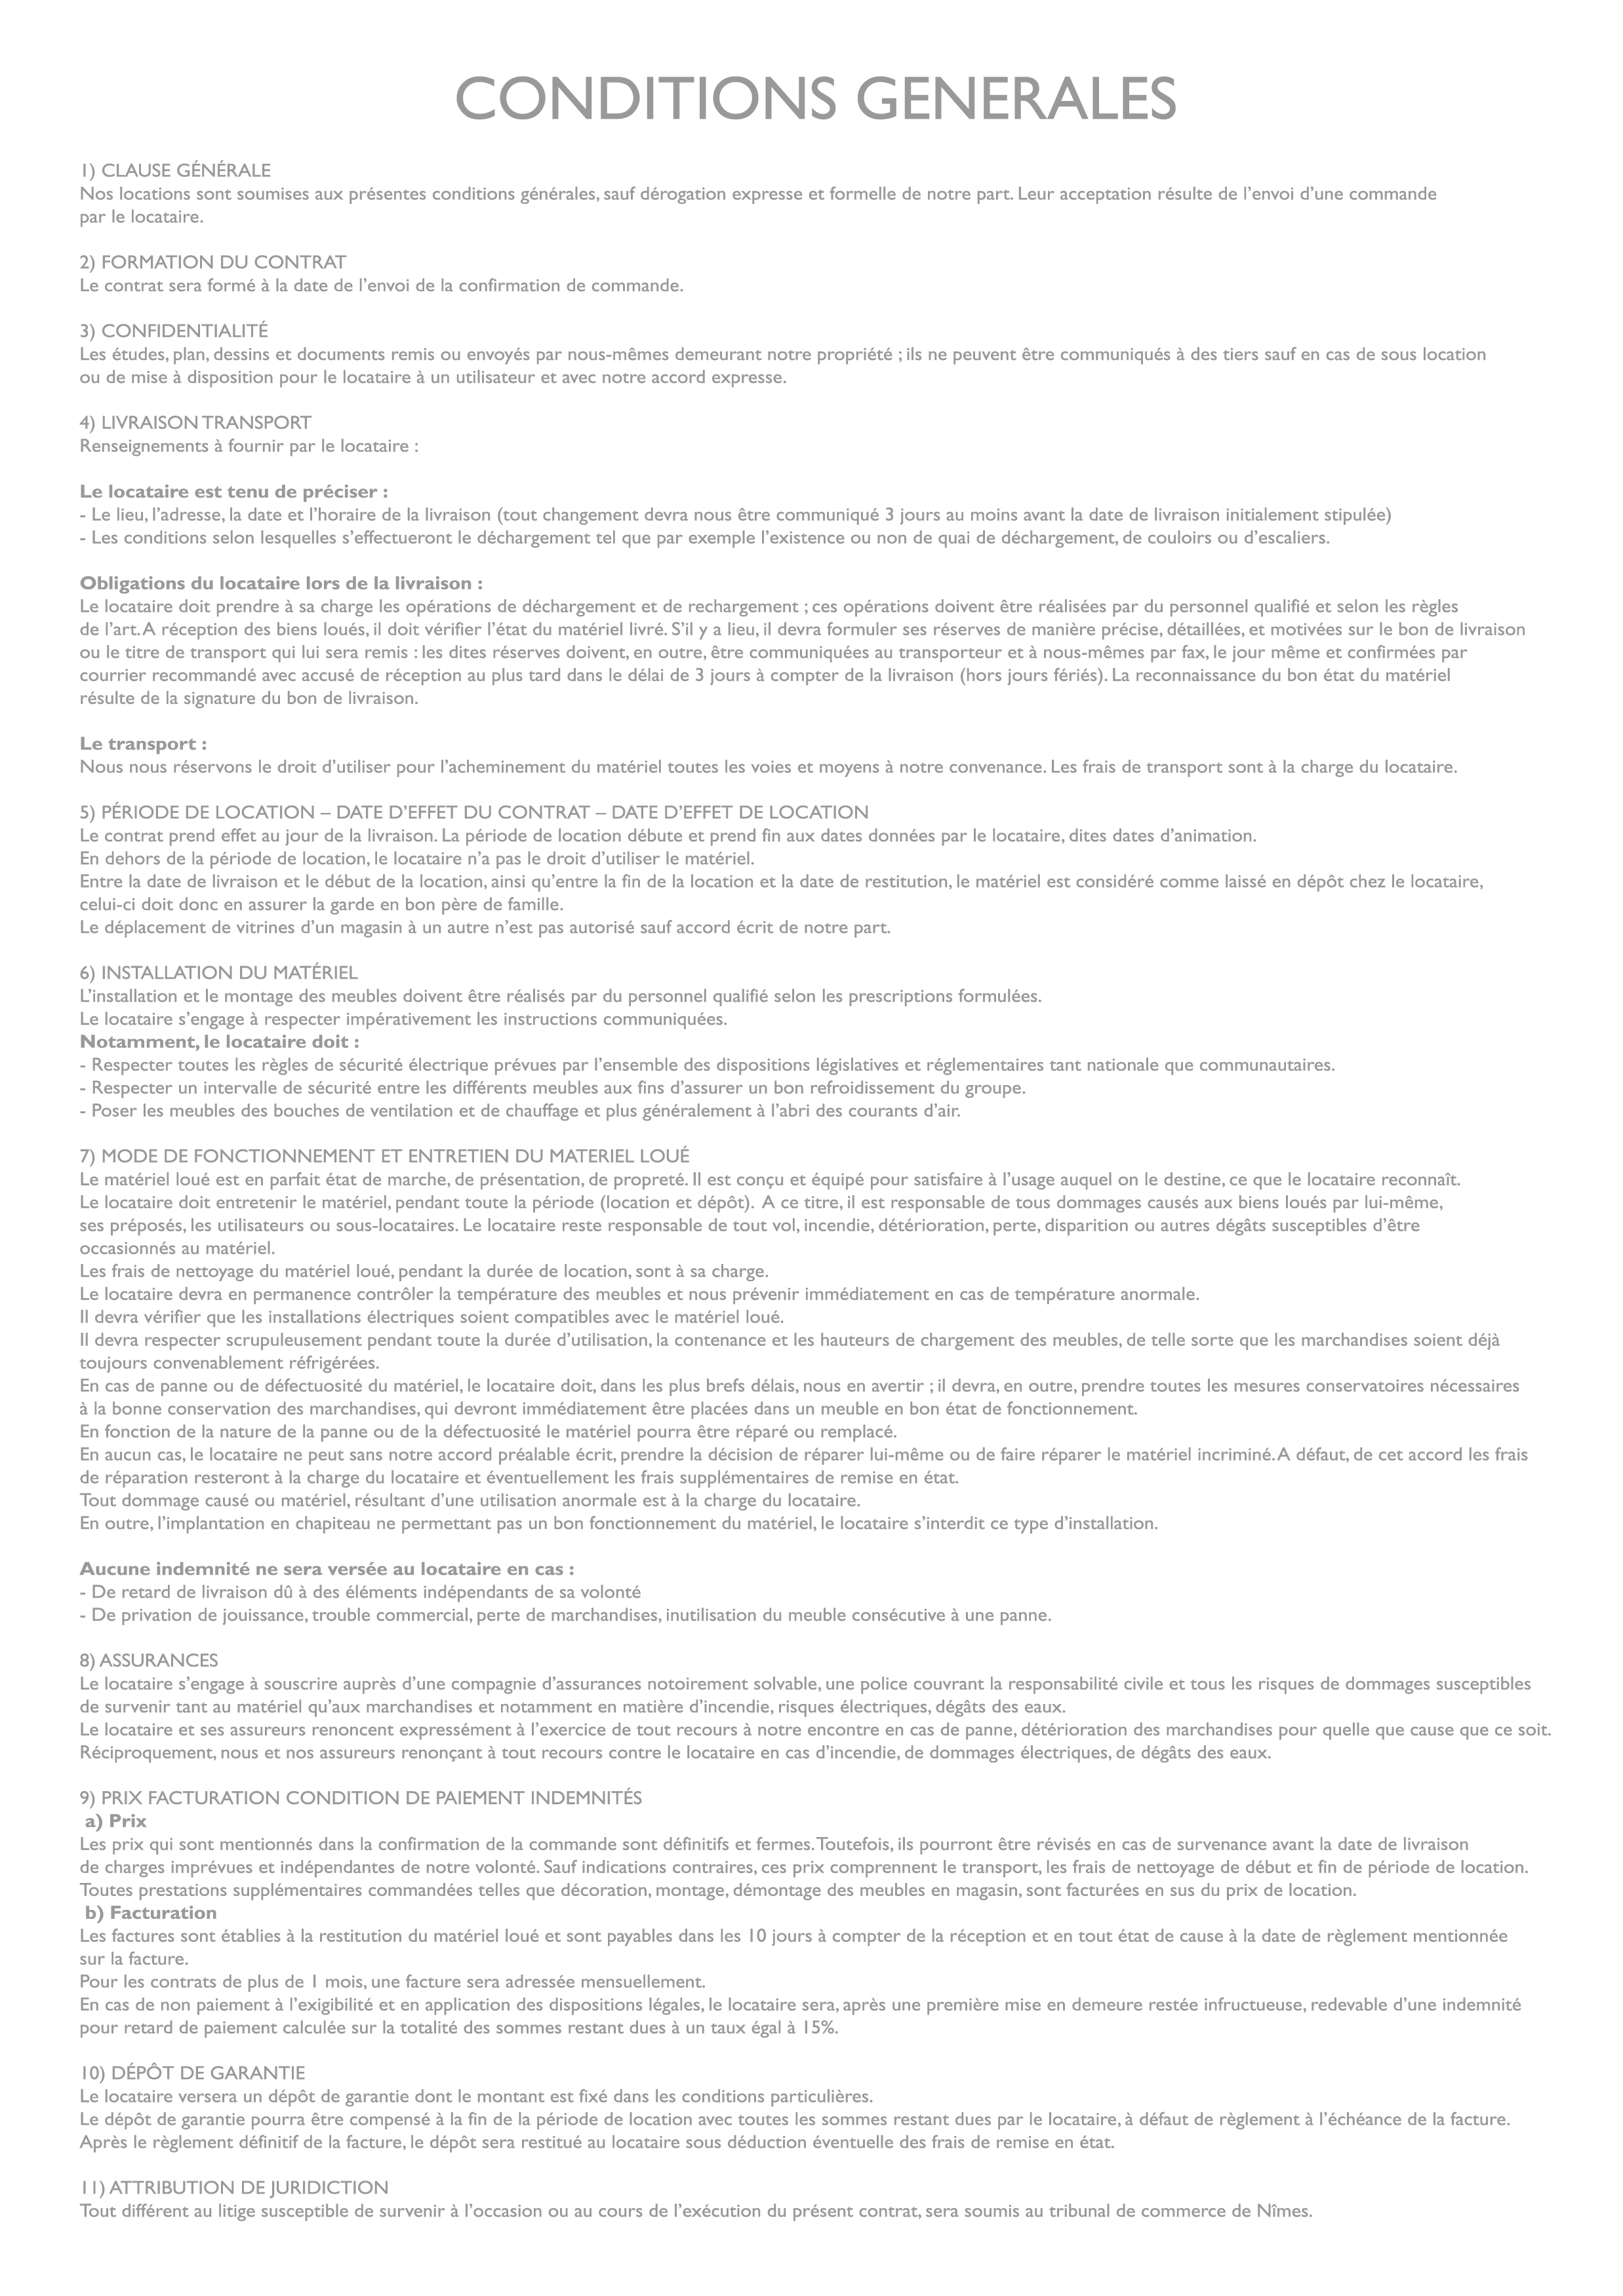 CONDITIONS GENERALES
1) CLAUSE GÉNÉRALE
Nos locations sont soumises aux présentes conditions générales, sauf dérogation expresse et formelle de notre part. Leur acceptation résulte de l'envoi d'une commande
par le locataire.
2) FORMATION DU CONTRAT
Le contrat sera formé à la date de l'envoi de la confirmation de commande.
3) CONFIDENTIALITÉ
Les études, plan, dessins et documents remis ou envoyés par nous-mêmes demeurant notre propriété ; ils ne peuvent être communiqués à des tiers sauf en cas de sous location
ou de mise à disposition pour le locataire à un utilisateur et avec notre accord expresse.
4) LIVRAISON TRANSPORT
Renseignements à fournir par le locataire :
Le locataire est tenu de préciser :
- Le lieu, l'adresse, la date et l'horaire de la livraison (tout changement devra nous être communiqué 3 jours au moins avant la date de livraison initialement stipulée)
- Les conditions selon lesquelles s'effectueront le déchargement tel que par exemple l'existence ou non de quai de déchargement, de couloirs ou d'escaliers.
Obligations du locataire lors de la livraison :
Le locataire doit prendre à sa charge les opérations de déchargement et de rechargement ; ces opérations doivent être réalisées par du personnel qualifié et selon les règles
de l'art. A réception des biens loués, il doit vérifier l'état du matériel livré. S'il y a lieu, il devra formuler ses réserves de manière précise, détaillées, et motivées sur le bon de livraison
ou le titre de transport qui lui sera remis : les dites réserves doivent, en outre, être communiquées au transporteur et à nous-mêmes par fax, le jour même et confirmées par
courrier recommandé avec accusé de réception au plus tard dans le délai de 3 jours à compter de la livraison (hors jours fériés). La reconnaissance du bon état du matériel
résulte de la signature du bon de livraison.
Le transport :
Nous nous réservons le droit d'utiliser pour l'acheminement du matériel toutes les voies et moyens à notre convenance. Les frais de transport sont à la charge du locataire.
5) PÉRIODE DE LOCATION – DATE D'EFFET DU CONTRAT – DATE D'EFFET DE LOCATION
Le contrat prend effet au jour de la livraison. La période de location débute et prend fin aux dates données par le locataire, dites dates d'animation.
En dehors de la période de location, le locataire n'a pas le droit d'utiliser le matériel.
Entre la date de livraison et le début de la location, ainsi qu'entre la fin de la location et la date de restitution, le matériel est considéré comme laissé en dépôt chez le locataire,
celui-ci doit donc en assurer la garde en bon père de famille.
Le déplacement de vitrines d'un magasin à un autre n'est pas autorisé sauf accord écrit de notre part.
6) INSTALLATION DU MATÉRIEL
L'installation et le montage des meubles doivent être réalisés par du personnel qualifié selon les prescriptions formulées.
Le locataire s'engage à respecter impérativement les instructions communiquées.
Notamment, le locataire doit :
- Respecter toutes les règles de sécurité électrique prévues par l'ensemble des dispositions législatives et réglementaires tant nationale que communautaires.
- Respecter un intervalle de sécurité entre les différents meubles aux fins d'assurer un bon refroidissement du groupe.
- Poser les meubles des bouches de ventilation et de chauffage et plus généralement à l'abri des courants d'air.
7) MODE DE FONCTIONNEMENT ET ENTRETIEN DU MATERIEL LOUÉ
Le matériel loué est en parfait état de marche, de présentation, de propreté. Il est conçu et équipé pour satisfaire à l'usage auquel on le destine, ce que le locataire reconnaît.
Le locataire doit entretenir le matériel, pendant toute la période (location et dépôt). A ce titre, il est responsable de tous dommages causés aux biens loués par lui-même,
ses préposés, les utilisateurs ou sous-locataires. Le locataire reste responsable de tout vol, incendie, détérioration, perte, disparition ou autres dégâts susceptibles d'être
occasionnés au matériel.
Les frais de nettoyage du matériel loué, pendant la durée de location, sont à sa charge.
Le locataire devra en permanence contrôler la température des meubles et nous prévenir immédiatement en cas de température anormale.
Il devra vérifier que les installations électriques soient compatibles avec le matériel loué.
Il devra respecter scrupuleusement pendant toute la durée d'utilisation, la contenance et les hauteurs de chargement des meubles, de telle sorte que les marchandises soient déjà
toujours convenablement réfrigérées.
En cas de panne ou de défectuosité du matériel, le locataire doit, dans les plus brefs délais, nous en avertir ; il devra, en outre, prendre toutes les mesures conservatoires nécessaires
à la bonne conservation des marchandises, qui devront immédiatement être placées dans un meuble en bon état de fonctionnement.
En fonction de la nature de la panne ou de la défectuosité le matériel pourra être réparé ou remplacé.
En aucun cas, le locataire ne peut sans notre accord préalable écrit, prendre la décision de réparer lui-même ou de faire réparer le matériel incriminé. A défaut, de cet accord les frais
de réparation resteront à la charge du locataire et éventuellement les frais supplémentaires de remise en état.
Tout dommage causé ou matériel, résultant d'une utilisation anormale est à la charge du locataire.
En outre, l'implantation en chapiteau ne permettant pas un bon fonctionnement du matériel, le locataire s'interdit ce type d'installation.
Aucune indemnité ne sera versée au locataire en cas :
- De retard de livraison dû à des éléments indépendants de sa volonté
- De privation de jouissance, trouble commercial, perte de marchandises, inutilisation du meuble consécutive à une panne.
8) ASSURANCES
Le locataire s'engage à souscrire auprès d'une compagnie d'assurances notoirement solvable, une police couvrant la responsabilité civile et tous les risques de dommages susceptibles
de survenir tant au matériel qu'aux marchandises et notamment en matière d'incendie, risques électriques, dégâts des eaux.
Le locataire et ses assureurs renoncent expressément à l'exercice de tout recours à notre encontre en cas de panne, détérioration des marchandises pour quelle que cause que ce soit.
Réciproquement, nous et nos assureurs renonçant à tout recours contre le locataire en cas d'incendie, de dommages électriques, de dégâts des eaux.
9) PRIX FACTURATION CONDITION DE PAIEMENT INDEMNITÉS
a) Prix
Les prix qui sont mentionnés dans la confirmation de la commande sont définitifs et fermes. Toutefois, ils pourront être révisés en cas de survenance avant la date de livraison
de charges imprévues et indépendantes de notre volonté. Sauf indications contraires, ces prix comprennent le transport, les frais de nettoyage de début et fin de période de location.
Toutes prestations supplémentaires commandées telles que décoration, montage, démontage des meubles en magasin, sont facturées en sus du prix de location.
b) Facturation
Les factures sont établies à la restitution du matériel loué et sont payables dans les 10 jours à compter de la réception et en tout état de cause à la date de règlement mentionnée
sur la facture.
Pour les contrats de plus de 1 mois, une facture sera adressée mensuellement.
En cas de non paiement à l'exigibilité et en application des dispositions légales, le locataire sera, après une première mise en demeure restée infructueuse, redevable d'une indemnité
pour retard de paiement calculée sur la totalité des sommes restant dues à un taux égal à 15%.
10) DÉPÔT DE GARANTIE
Le locataire versera un dépôt de garantie dont le montant est fixé dans les conditions particulières.
Le dépôt de garantie pourra être compensé à la fin de la période de location avec toutes les sommes restant dues par le locataire, à défaut de règlement à l'échéance de la facture.
Après le règlement définitif de la facture, le dépôt sera restitué au locataire sous déduction éventuelle des frais de remise en état.
11) ATTRIBUTION DE JURIDICTION
Tout différent au litige susceptible de survenir à l'occasion ou au cours de l'exécution du présent contrat, sera soumis au tribunal de commerce de Nîmes.